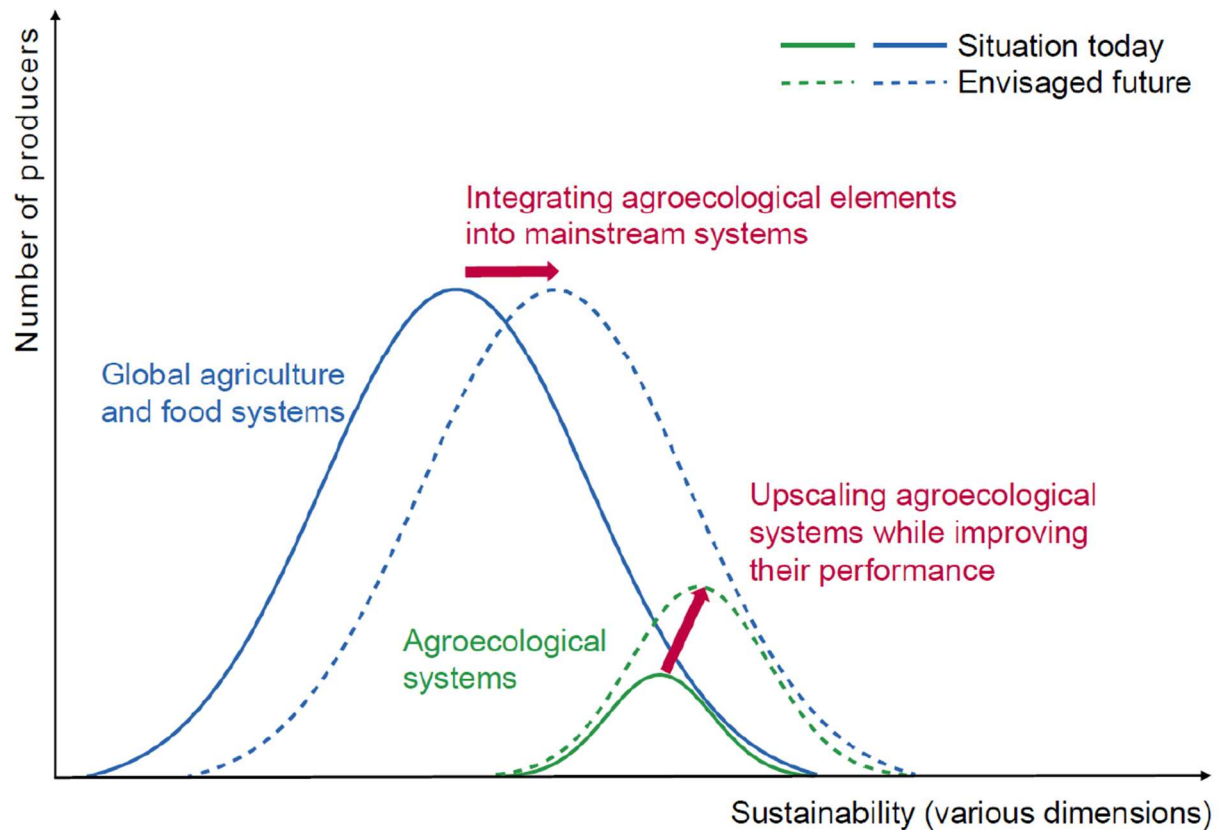 Number of producers
Situation today
Envisaged future
Integrating agroecological elements
into mainstream systems
Global agriculture
and food systems
Upscaling agroecological
systems while improving
their performance
Agroecological
systems
Sustainability (various dimensions)